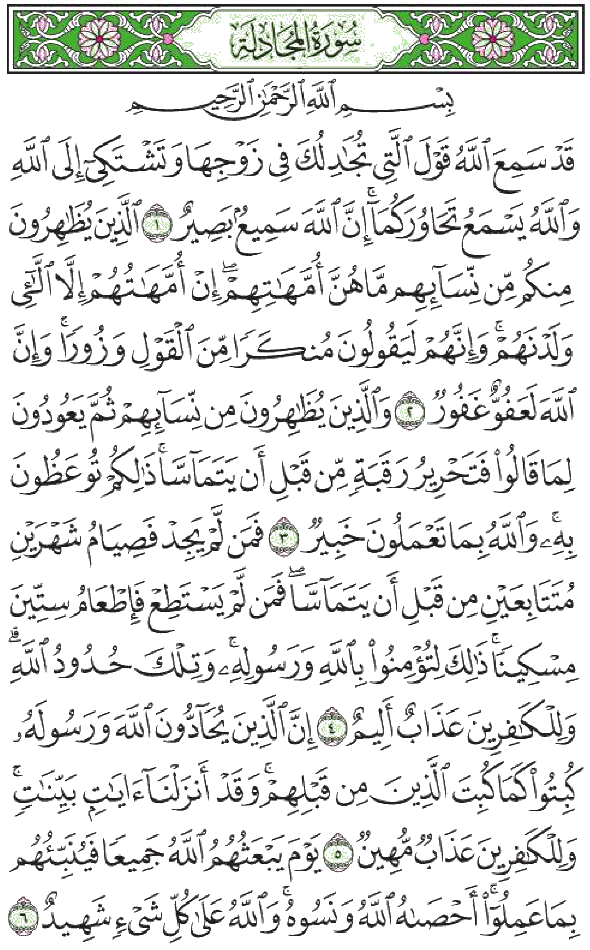 سُورَةُ الْمُجَادلَةِ
بِسْمِ ٱللَّهِ ٱلرَّحْمَٰنِ ٱلرَّحِيمِ
قَدْ سَمِعَ ٱللَّهُ قَوْلَ ٱلَّتِى تُجَٰدِلُكَ فِى زَوْجِهَا وَتَشْتَكِىٓ إِلَى ٱللَّهِ
وَٱللَّهُ يَسْمَعُ تَحَاوُرَكُمَآ ۚ إِنَّ ٱللَّهَ سَمِيعٌۢ بَصِيرٌ ١ ٱلَّذِينَ يُظَٰهِرُونَ
مِنكُم مِّن نِّسَآئِهِم مَّا هُنَّ أُمَّهَٰتِهِمْ ۖ إِنْ أُمَّهَٰتُهُمْ إِلَّا ٱلَّٰٓـِٔى
وَلَدْنَهُمْ ۚ وَإِنَّهُمْ لَيَقُولُونَ مُنكَرًا مِّنَ ٱلْقَوْلِ وَزُورًا ۚ وَإِنَّ
ٱللَّهَ لَعَفُوٌّ غَفُورٌ ٢ وَٱلَّذِينَ يُظَٰهِرُونَ مِن نِّسَآئِهِمْ ثُمَّ يَعُودُونَ
لِمَا قَالُوا۟ فَتَحْرِيرُ رَقَبَةٍ مِّن قَبْلِ أَن يَتَمَآسَّا ۚ ذَٰلِكُمْ تُوعَظُونَ
بِهِۦ ۚ وَٱللَّهُ بِمَا تَعْمَلُونَ خَبِيرٌ ٣ فَمَن لَّمْ يَجِدْ فَصِيَامُ شَهْرَيْنِ
مُتَتَابِعَيْنِ مِن قَبْلِ أَن يَتَمَآسَّا ۖ فَمَن لَّمْ يَسْتَطِعْ فَإِطْعَامُ سِتِّينَ
مِسْكِينًا ۚ ذَٰلِكَ لِتُؤْمِنُوا۟ بِٱللَّهِ وَرَسُولِهِۦ ۚ وَتِلْكَ حُدُودُ ٱللَّهِ ۗ
وَلِلْكَٰفِرِينَ عَذَابٌ أَلِيمٌ ٤ إِنَّ ٱلَّذِينَ يُحَآدُّونَ ٱللَّهَ وَرَسُولَهُۥ
كُبِتُوا۟ كَمَا كُبِتَ ٱلَّذِينَ مِن قَبْلِهِمْ ۚ وَقَدْ أَنزَلْنَآ ءَايَٰتٍۭ بَيِّنَٰتٍ ۚ
وَلِلْكَٰفِرِينَ عَذَابٌ مُّهِينٌ ٥ يَوْمَ يَبْعَثُهُمُ ٱللَّهُ جَمِيعًا فَيُنَبِّئُهُم
بِمَا عَمِلُوٓا۟ ۚ أَحْصَىٰهُ ٱللَّهُ وَنَسُوهُ ۚ وَٱللَّهُ عَلَىٰ كُلِّ شَىْءٍ شَهِيدٌ ٦